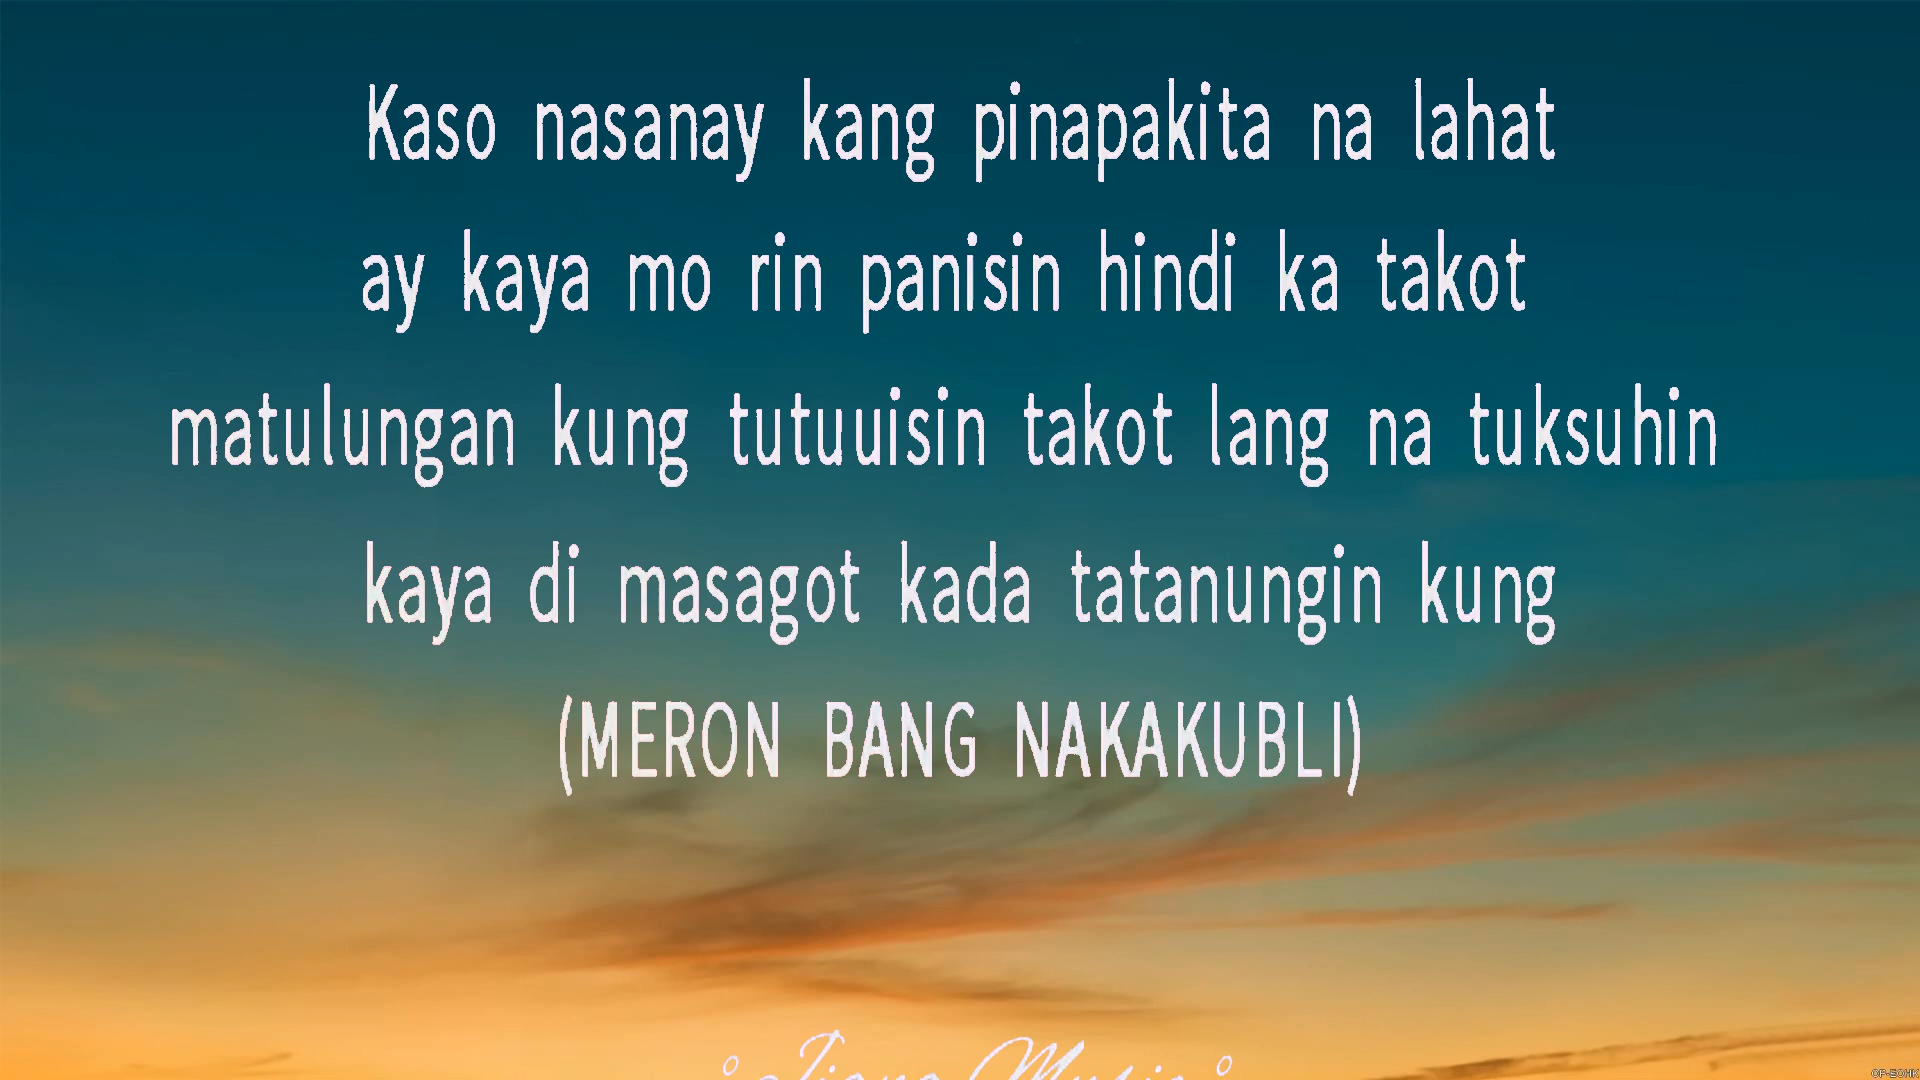 Kaso nasanay kang pinapakita na lahat
ay kaya mo rin panisin hindi ka takot
matulungan kung tutuuisin takot lang na tuksuhin
kaya di masagot kada tatanungin kung
(MERON BANG NAKAKUBLI)
Music